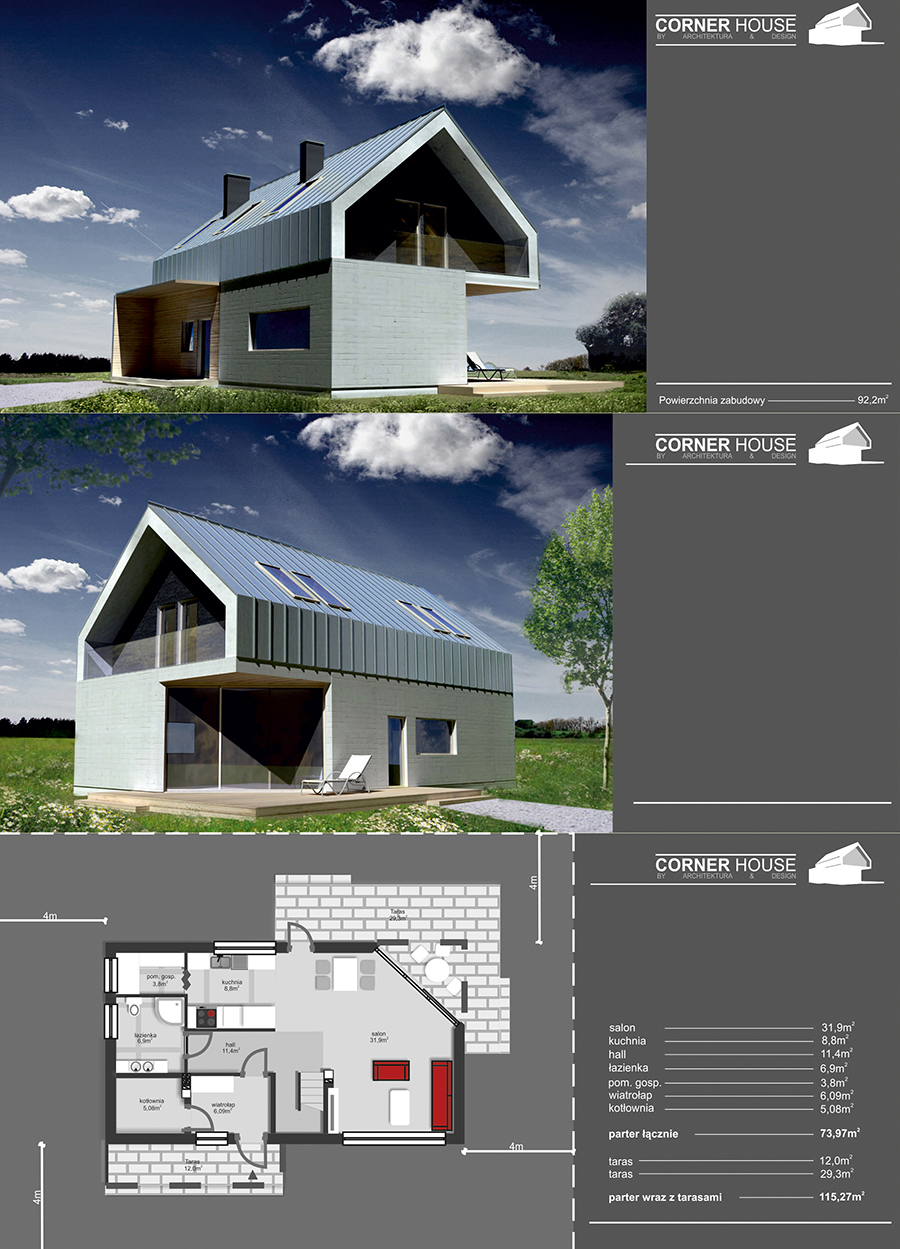 CORNER HOUSE
BY ARCHITEKTURA & DESIGN
Powierzchnia zabudowy 92,2m²
CORNER HOUSE
BY ARCHITEKTURA & DESIGN
CORNER HOUSE
BY ARCHITEKTURA & DESIGN
4m
4m
Taras
29,3m²
pom. gosp.
3,8m²
kuchnia
8,8m²
łazienka
6,9m²
hall
11,4m²
salon
31,9m²
kotłownia
5,08m²
wiatrołap
6,09m²
Taras
12,0m²
4m
4m
salon 31,9m²
kuchnia 8,8m²
hall 11,4m²
łazienka 6,9m²
pom. gosp. 3,8m²
wiatrołap 6,09m²
kotłownia 5,08m²
parter łącznie 73,97m²
taras 12,0m²
taras 29,3m²
parter wraz z tarasami 115,27m²